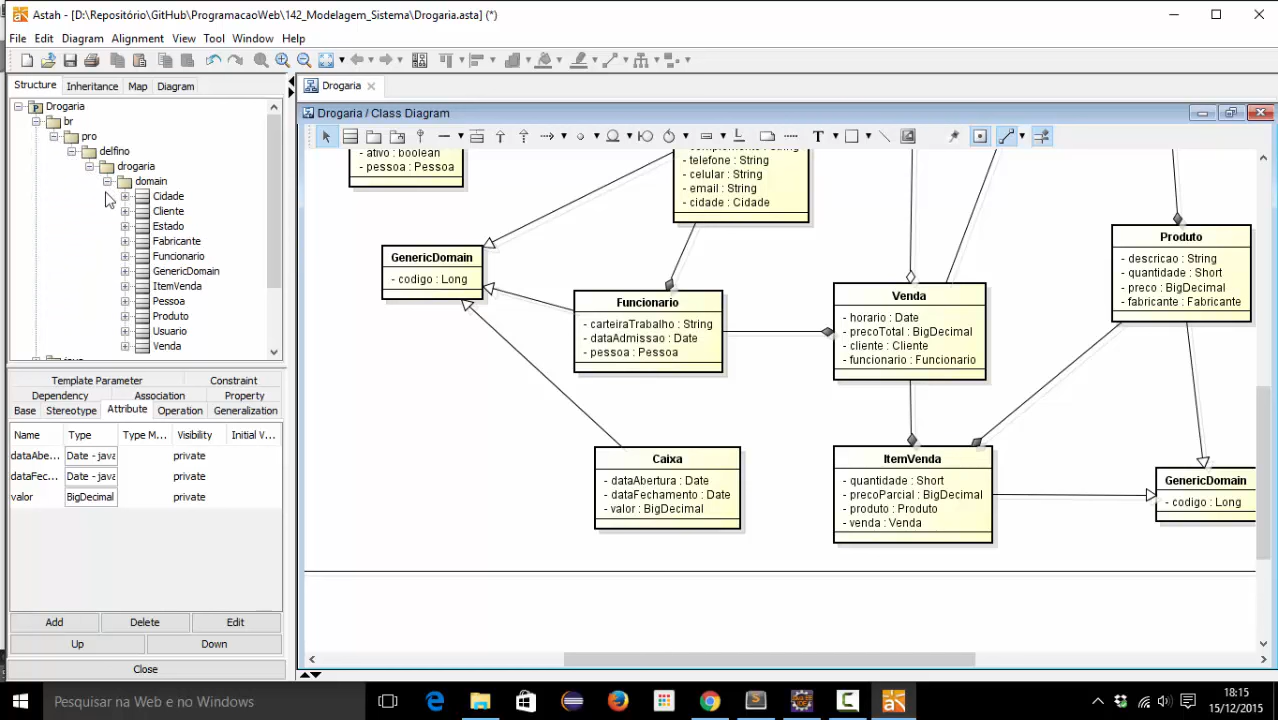 Astah - [D:\Repositório\GitHub\ProgramacaoWeb\142_Modelagem_Sistema\Drogaria.asta] (*)
File Edit Diagram Alignment View Tool Window Help
Structure Inheritance Map Diagram
Drogaria
br
pro
delfino
drogaria
domain
Cidade
Cliente
Estado
Fabricante
Funcionario
GenericDomain
ItemVenda
Pessoa
Produto
Usuario
Venda
Template Parameter Constraint
Dependency Association Property
Base Stereotype Attribute Operation Generalization
Name Type Type M... Visibility Initial V...
dataAbe... Date - java private
dataFec... Date - java private
valor BigDecimal private
Add Delete Edit
Up Down
Close
Drogaria
Drogaria / Class Diagram
- ativo : boolean
- pessoa : Pessoa
- telefone : String
- celular : String
- email : String
- cidade : Cidade
GenericDomain
- codigo : Long
Funcionario
- carteiraTrabalho : String
- dataAdmissao : Date
- pessoa : Pessoa
Venda
- horario : Date
- precoTotal : BigDecimal
- cliente : Cliente
- funcionario : Funcionario
Produto
- descricao : String
- quantidade : Short
- preco : BigDecimal
- fabricante : Fabricante
Caixa
- dataAbertura : Date
- dataFechamento : Date
- valor : BigDecimal
ItemVenda
- quantidade : Short
- precoParcial : BigDecimal
- produto : Produto
- venda : Venda
GenericDomain
- codigo : Long
Pesquisar na Web e no Windows
18:15
15/12/2015